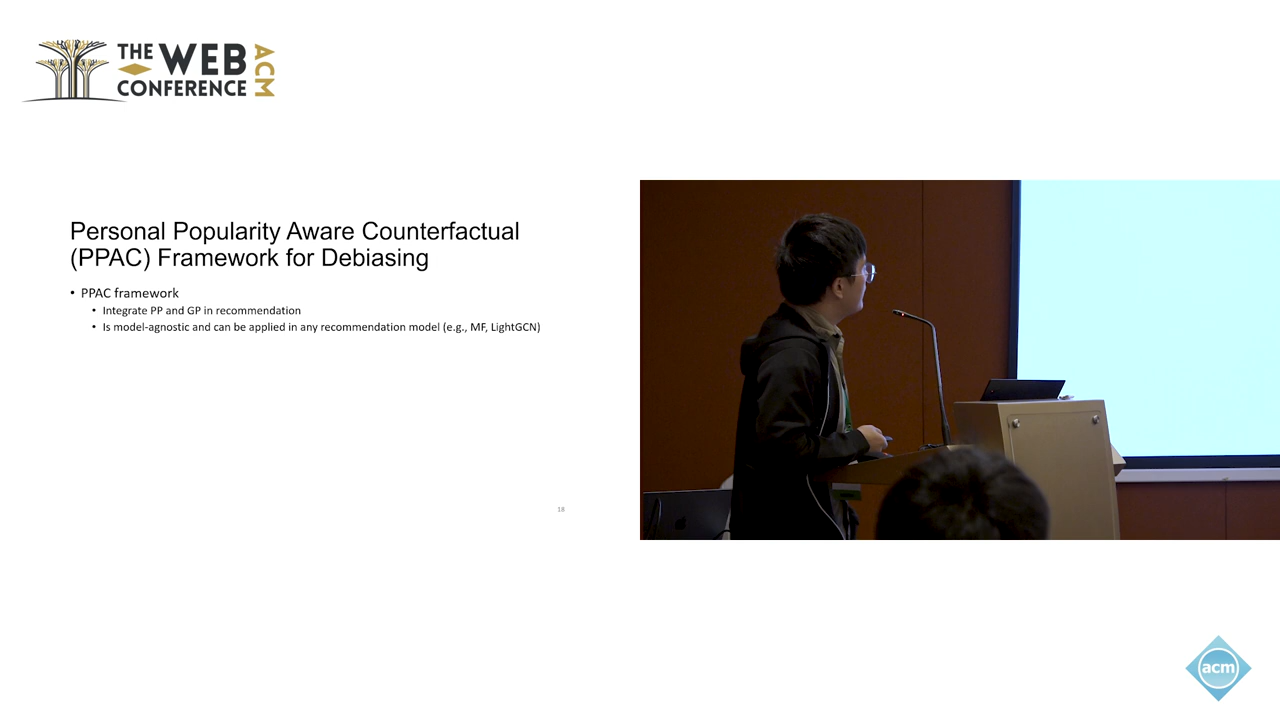 THE WEB
CONFERENCE
ACM
Personal Popularity Aware Counterfactual
(PPAC) Framework for Debiasing
• PPAC framework
• Integrate PP and GP in recommendation
• Is model-agnostic and can be applied in any recommendation model (e.g., MF, LightGCN)
18
acm